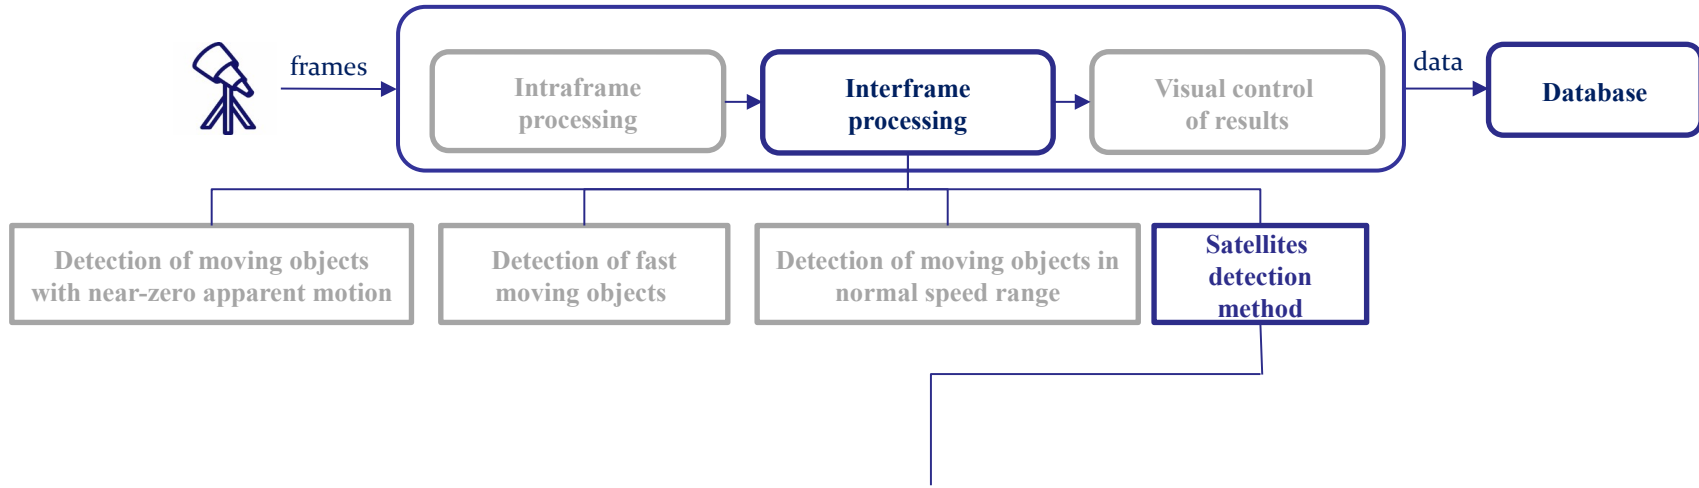 frames
Intraframe
processing
Interframe
processing
Visual control
of results
data
Database
Detection of moving objects
with near-zero apparent motion
Detection of fast
moving objects
Detection of moving objects in
normal speed range
Satellites
detection
method